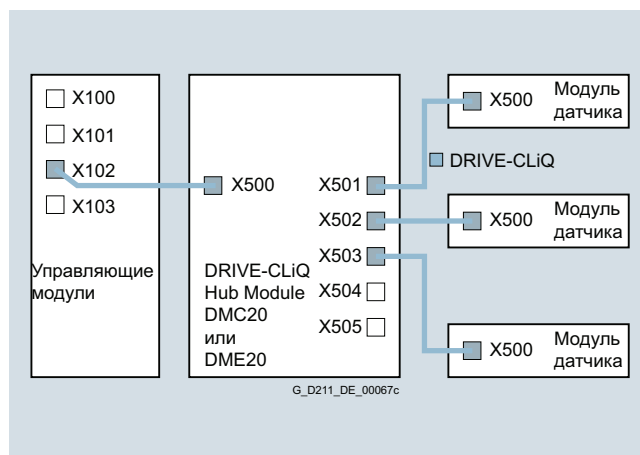 X100
X101
X102
X103
Управляющие
модули
X500
DRIVE-CLiQ
Hub Module
DMC20
или
DME20
X501
X502
X503
X504
X505
X500
Модуль
датчика
DRIVE-CLiQ
X500
Модуль
датчика
X500
Модуль
датчика
G_D211_DE_00067c